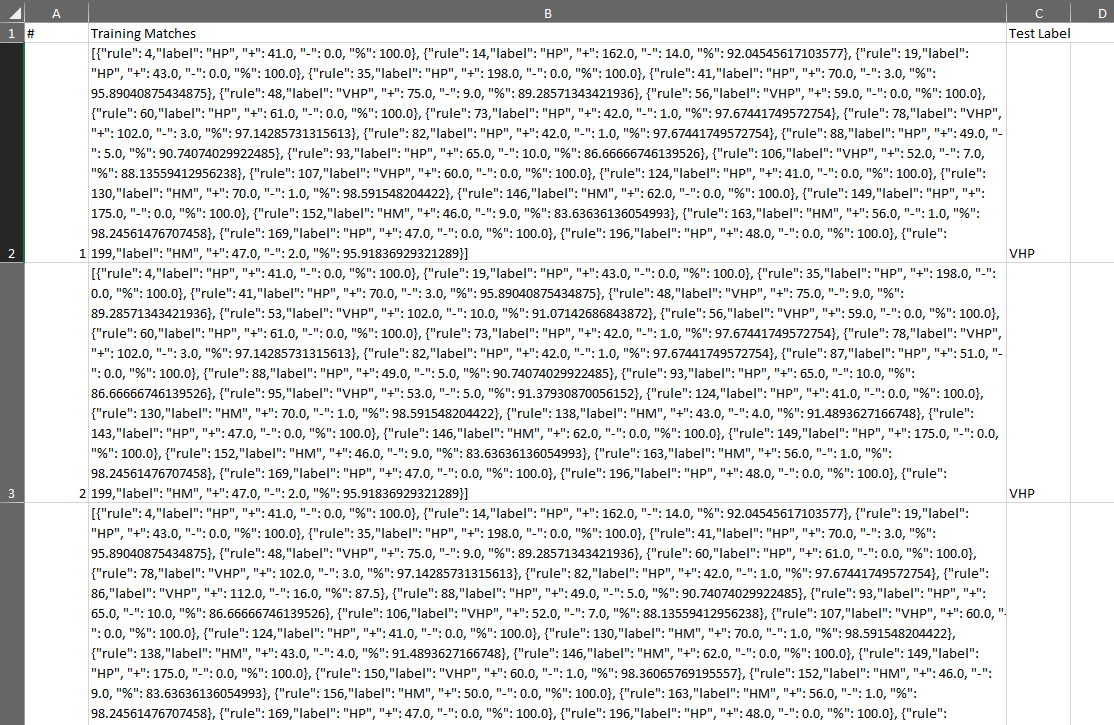 A B C D
1 # Training Matches Test Label
[{"rule": 4,"label": "HP", "+": 41.0, "-": 0.0, "%": 100.0}, {"rule": 14,"label": "HP", "+": 162.0, "-": 14.0, "%": 92.04545617103577}, {"rule": 19,"label":
"HP", "+": 43.0, "-": 0.0, "%": 100.0}, {"rule": 35,"label": "HP", "+": 198.0, "-": 0.0, "%": 100.0}, {"rule": 41,"label": "HP", "+": 70.0, "-": 3.0, "%":
95.89040875434875}, {"rule": 48,"label": "VHP", "+": 75.0, "-": 9.0, "%": 89.28571343421936}, {"rule": 56,"label": "VHP", "+": 59.0, "-": 0.0, "%": 100.0},
{"rule": 60,"label": "HP", "+": 61.0, "-": 0.0, "%": 100.0}, {"rule": 73,"label": "HP", "+": 42.0, "-": 1.0, "%": 97.67441749572754}, {"rule": 78,"label": "VHP",
"+": 102.0, "-": 3.0, "%": 97.14285731315613}, {"rule": 82,"label": "HP", "+": 42.0, "-": 1.0, "%": 97.67441749572754}, {"rule": 88,"label": "HP", "+": 49.0, "-
": 5.0, "%": 90.74074029922485}, {"rule": 93,"label": "HP", "+": 65.0, "-": 10.0, "%": 86.66666746139526}, {"rule": 106,"label": "VHP", "+": 52.0, "-": 7.0,
"%": 88.13559412956238}, {"rule": 107,"label": "VHP", "+": 60.0, "-": 0.0, "%": 100.0}, {"rule": 124,"label": "HP", "+": 41.0, "-": 0.0, "%": 100.0}, {"rule":
130,"label": "HM", "+": 70.0, "-": 1.0, "%": 98.591548204422}, {"rule": 146,"label": "HM", "+": 62.0, "-": 0.0, "%": 100.0}, {"rule": 149,"label": "HP", "+":
175.0, "-": 0.0, "%": 100.0}, {"rule": 152,"label": "HM", "+": 46.0, "-": 9.0, "%": 83.63636136054993}, {"rule": 163,"label": "HM", "+": 56.0, "-": 1.0, "%":
98.24561476707458}, {"rule": 169,"label": "HP", "+": 47.0, "-": 0.0, "%": 100.0}, {"rule": 196,"label": "HP", "+": 48.0, "-": 0.0, "%": 100.0}, {"rule":
2 1 199,"label": "HM", "+": 47.0, "-": 2.0, "%": 95.91836929321289}] VHP
[{"rule": 4,"label": "HP", "+": 41.0, "-": 0.0, "%": 100.0}, {"rule": 19,"label": "HP", "+": 43.0, "-": 0.0, "%": 100.0}, {"rule": 35,"label": "HP", "+": 198.0, "-":
0.0, "%": 100.0}, {"rule": 41,"label": "HP", "+": 70.0, "-": 3.0, "%": 95.89040875434875}, {"rule": 48,"label": "VHP", "+": 75.0, "-": 9.0, "%":
89.28571343421936}, {"rule": 53,"label": "VHP", "+": 102.0, "-": 10.0, "%": 91.07142686843872}, {"rule": 56,"label": "VHP", "+": 59.0, "-": 0.0, "%": 100.0},
{"rule": 60,"label": "HP", "+": 61.0, "-": 0.0, "%": 100.0}, {"rule": 73,"label": "HP", "+": 42.0, "-": 1.0, "%": 97.67441749572754}, {"rule": 78,"label": "VHP",
"+": 102.0, "-": 3.0, "%": 97.14285731315613}, {"rule": 82,"label": "HP", "+": 42.0, "-": 1.0, "%": 97.67441749572754}, {"rule": 87,"label": "HP", "+": 51.0, "-
": 0.0, "%": 100.0}, {"rule": 88,"label": "HP", "+": 49.0, "-": 5.0, "%": 90.74074029922485}, {"rule": 93,"label": "HP", "+": 65.0, "-": 10.0, "%":
86.66666746139526}, {"rule": 95,"label": "VHP", "+": 53.0, "-": 5.0, "%": 91.37930870056152}, {"rule": 124,"label": "HP", "+": 41.0, "-": 0.0, "%": 100.0},
{"rule": 130,"label": "HM", "+": 70.0, "-": 1.0, "%": 98.591548204422}, {"rule": 138,"label": "HM", "+": 43.0, "-": 4.0, "%": 91.4893627166748}, {"rule":
143,"label": "HP", "+": 47.0, "-": 0.0, "%": 100.0}, {"rule": 146,"label": "HM", "+": 62.0, "-": 0.0, "%": 100.0}, {"rule": 149,"label": "HP", "+": 175.0, "-": 0.0,
"%": 100.0}, {"rule": 152,"label": "HM", "+": 46.0, "-": 9.0, "%": 83.63636136054993}, {"rule": 163,"label": "HM", "+": 56.0, "-": 1.0, "%":
98.24561476707458}, {"rule": 169,"label": "HP", "+": 47.0, "-": 0.0, "%": 100.0}, {"rule": 196,"label": "HP", "+": 48.0, "-": 0.0, "%": 100.0}, {"rule":
3 2 199,"label": "HM", "+": 47.0, "-": 2.0, "%": 95.91836929321289}] VHP
[{"rule": 4,"label": "HP", "+": 41.0, "-": 0.0, "%": 100.0}, {"rule": 14,"label": "HP", "+": 162.0, "-": 14.0, "%": 92.04545617103577}, {"rule": 19,"label":
"HP", "+": 43.0, "-": 0.0, "%": 100.0}, {"rule": 35,"label": "HP", "+": 198.0, "-": 0.0, "%": 100.0}, {"rule": 41,"label": "HP", "+": 70.0, "-": 3.0, "%":
95.89040875434875}, {"rule": 48,"label": "VHP", "+": 75.0, "-": 9.0, "%": 89.28571343421936}, {"rule": 60,"label": "HP", "+": 61.0, "-": 0.0, "%": 100.0},
{"rule": 78,"label": "VHP", "+": 102.0, "-": 3.0, "%": 97.14285731315613}, {"rule": 82,"label": "HP", "+": 42.0, "-": 1.0, "%": 97.67441749572754}, {"rule":
86,"label": "VHP", "+": 112.0, "-": 16.0, "%": 87.5}, {"rule": 88,"label": "HP", "+": 49.0, "-": 5.0, "%": 90.74074029922485}, {"rule": 93,"label": "HP", "+":
65.0, "-": 10.0, "%": 86.66666746139526}, {"rule": 106,"label": "VHP", "+": 52.0, "-": 7.0, "%": 88.13559412956238}, {"rule": 107,"label": "VHP", "+": 60.0, "-
": 0.0, "%": 100.0}, {"rule": 124,"label": "HP", "+": 41.0, "-": 0.0, "%": 100.0}, {"rule": 130,"label": "HM", "+": 70.0, "-": 1.0, "%": 98.591548204422},
{"rule": 138,"label": "HM", "+": 43.0, "-": 4.0, "%": 91.4893627166748}, {"rule": 146,"label": "HM", "+": 62.0, "-": 0.0, "%": 100.0}, {"rule": 149,"label":
"HP", "+": 175.0, "-": 0.0, "%": 100.0}, {"rule": 150,"label": "VHP", "+": 60.0, "-": 1.0, "%": 98.36065769195557}, {"rule": 152,"label": "HM", "+": 46.0, "-":
9.0, "%": 83.63636136054993}, {"rule": 156,"label": "HM", "+": 50.0, "-": 0.0, "%": 100.0}, {"rule": 163,"label": "HM", "+": 56.0, "-": 1.0, "%":
98.24561476707458}, {"rule": 169,"label": "HP", "+": 47.0, "-": 0.0, "%": 100.0}, {"rule": 196,"label": "HP", "+": 48.0, "-": 0.0, "%": 100.0}, {"rule":